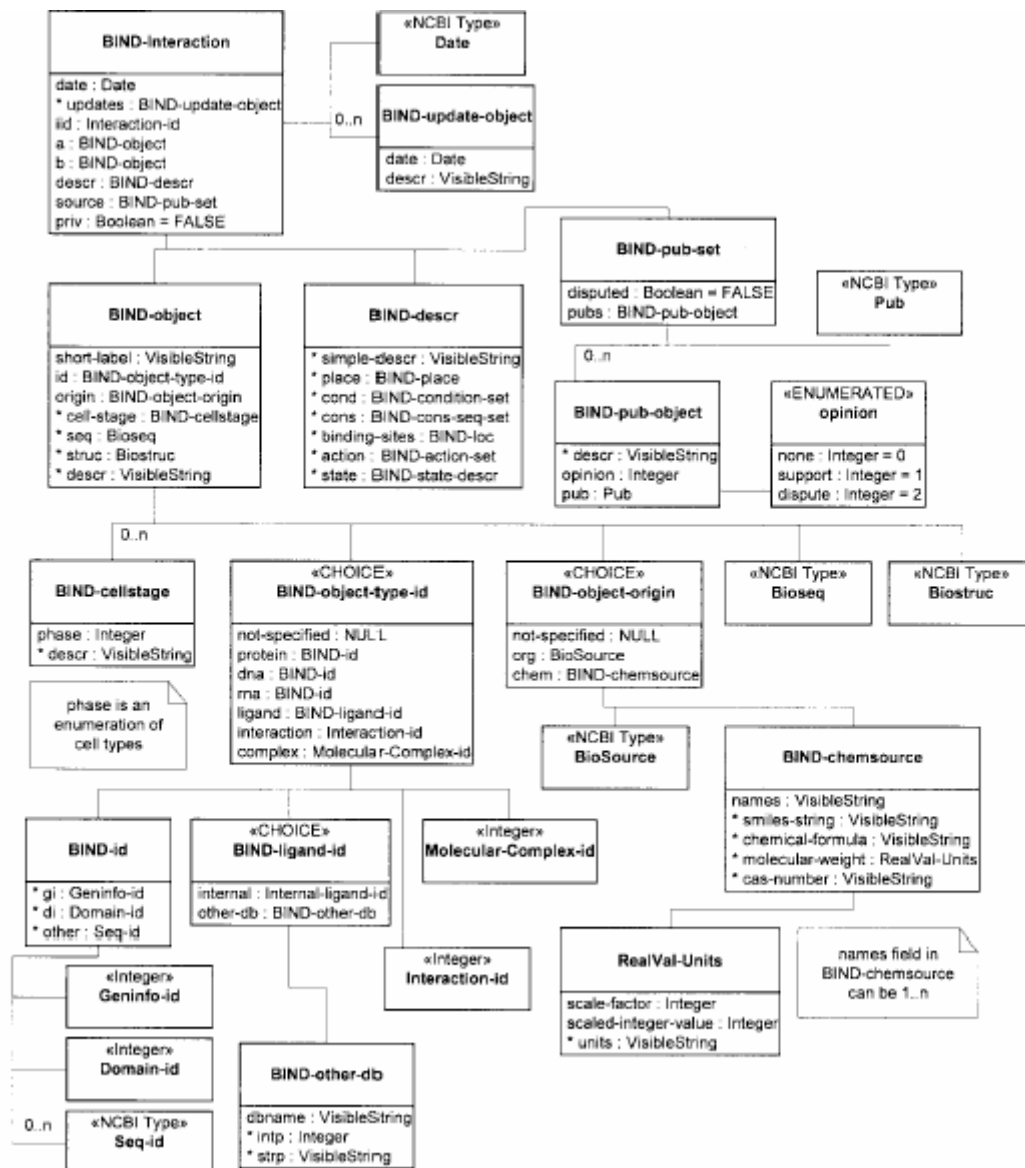 BIND-Interaction
date : Date
* updates : BIND-update-object
iid : Interaction-id
a : BIND-object
b : BIND-object
descr : BIND-descr
source : BIND-pub-set
priv : Boolean = FALSE
«NCBI Type»
Date
0..n
BIND-update-object
date : Date
descr : VisibleString
BIND-pub-set
disputed : Boolean = FALSE
pubs : BIND-pub-object
«NCBI Type»
Pub
BIND-object
short-label : VisibleString
id : BIND-object-type-id
origin : BIND-object-origin
* cell-stage : BIND-cellstage
* seq : Bioseq
* struc : Biostruc
* descr : VisibleString
BIND-descr
* simple-descr : VisibleString
* place : BIND-place
* cond : BIND-condition-set
* cons : BIND-cons-seq-set
* binding-sites : BIND-loc
* action : BIND-action-set
* state : BIND-state-descr
0..n
BIND-pub-object
* descr : VisibleString
opinion : Integer
pub : Pub
«ENUMERATED»
opinion
none : Integer = 0
support : Integer = 1
dispute : Integer = 2
0..n
BIND-cellstage
phase : Integer
* descr : VisibleString
phase is an
enumeration of
cell types
«CHOICE»
BIND-object-type-id
not-specified : NULL
protein : BIND-id
dna : BIND-id
rna : BIND-id
ligand : BIND-ligand-id
interaction : Interaction-id
complex : Molecular-Complex-id
«CHOICE»
BIND-object-origin
not-specified : NULL
org : BioSource
chem : BIND-chemsource
«NCBI Type»
Bioseq
«NCBI Type»
Biostruc
«NCBI Type»
BioSource
BIND-chemsource
names : VisibleString
* smiles-string : VisibleString
* chemical-formula : VisibleString
* molecular-weight : RealVal-Units
* cas-number : VisibleString
BIND-id
* gi : Geninfo-id
* di : Domain-id
* other : Seq-id
«CHOICE»
BIND-ligand-id
internal : Internal-ligand-id
other-db : BIND-other-db
«Integer»
Molecular-Complex-id
«Integer»
Interaction-id
RealVal-Units
scale-factor : Integer
scaled-integer-value : Integer
* units : VisibleString
names field in
BIND-chemsource
can be 1..n
«Integer»
Geninfo-id
«Integer»
Domain-id
0..n
«NCBI Type»
Seq-id
BIND-other-db
dbname : VisibleString
* intp : Integer
* strp : VisibleString